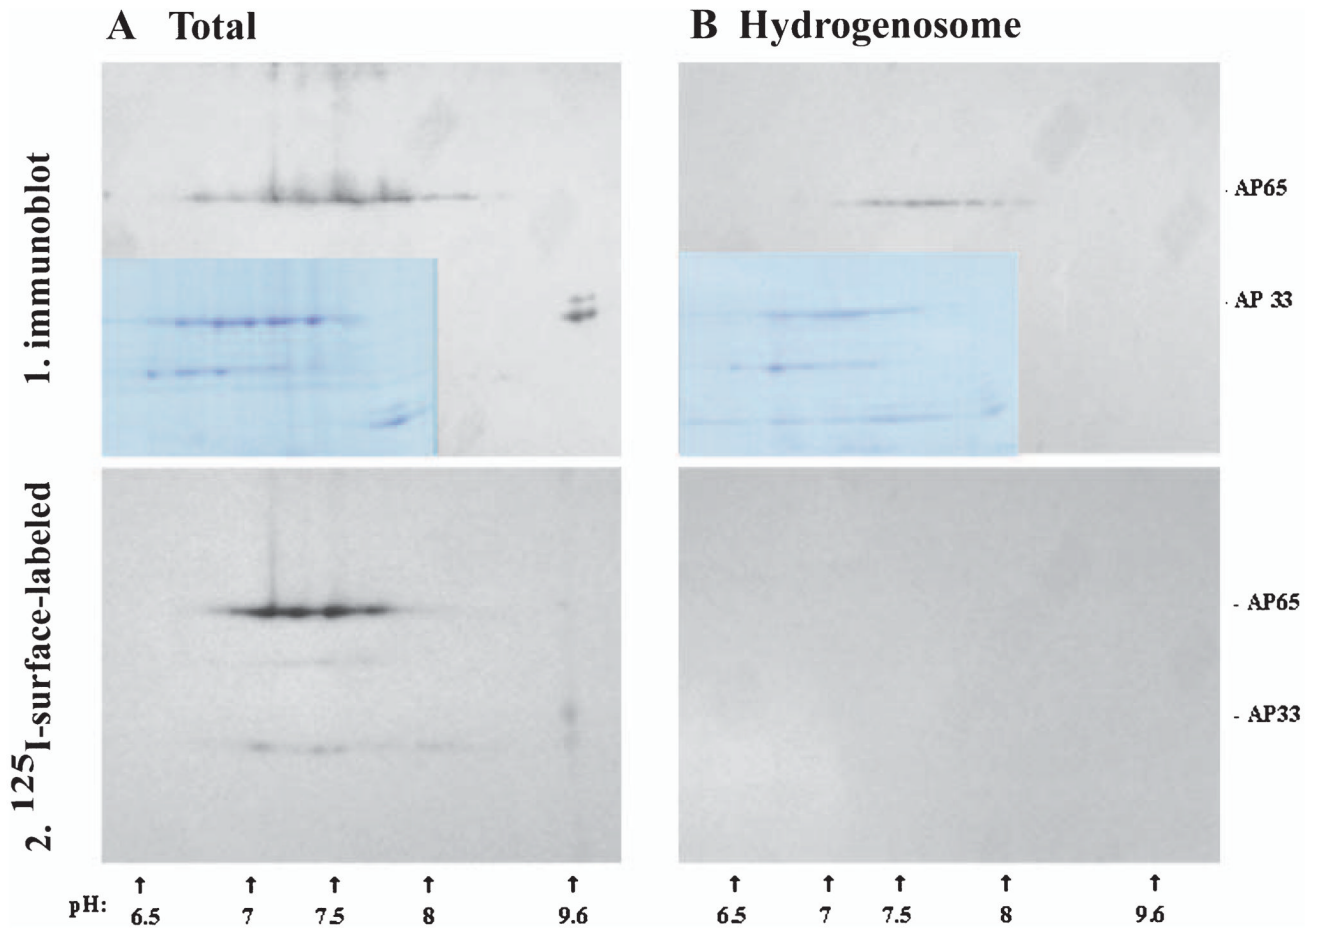 A Total
B Hydrogenosome
1. immunoblot
AP65
AP 33
2. 125I-surface-labeled
- AP65
- AP33
pH: 6.5 7 7.5 8 9.6
6.5 7 7.5 8 9.6